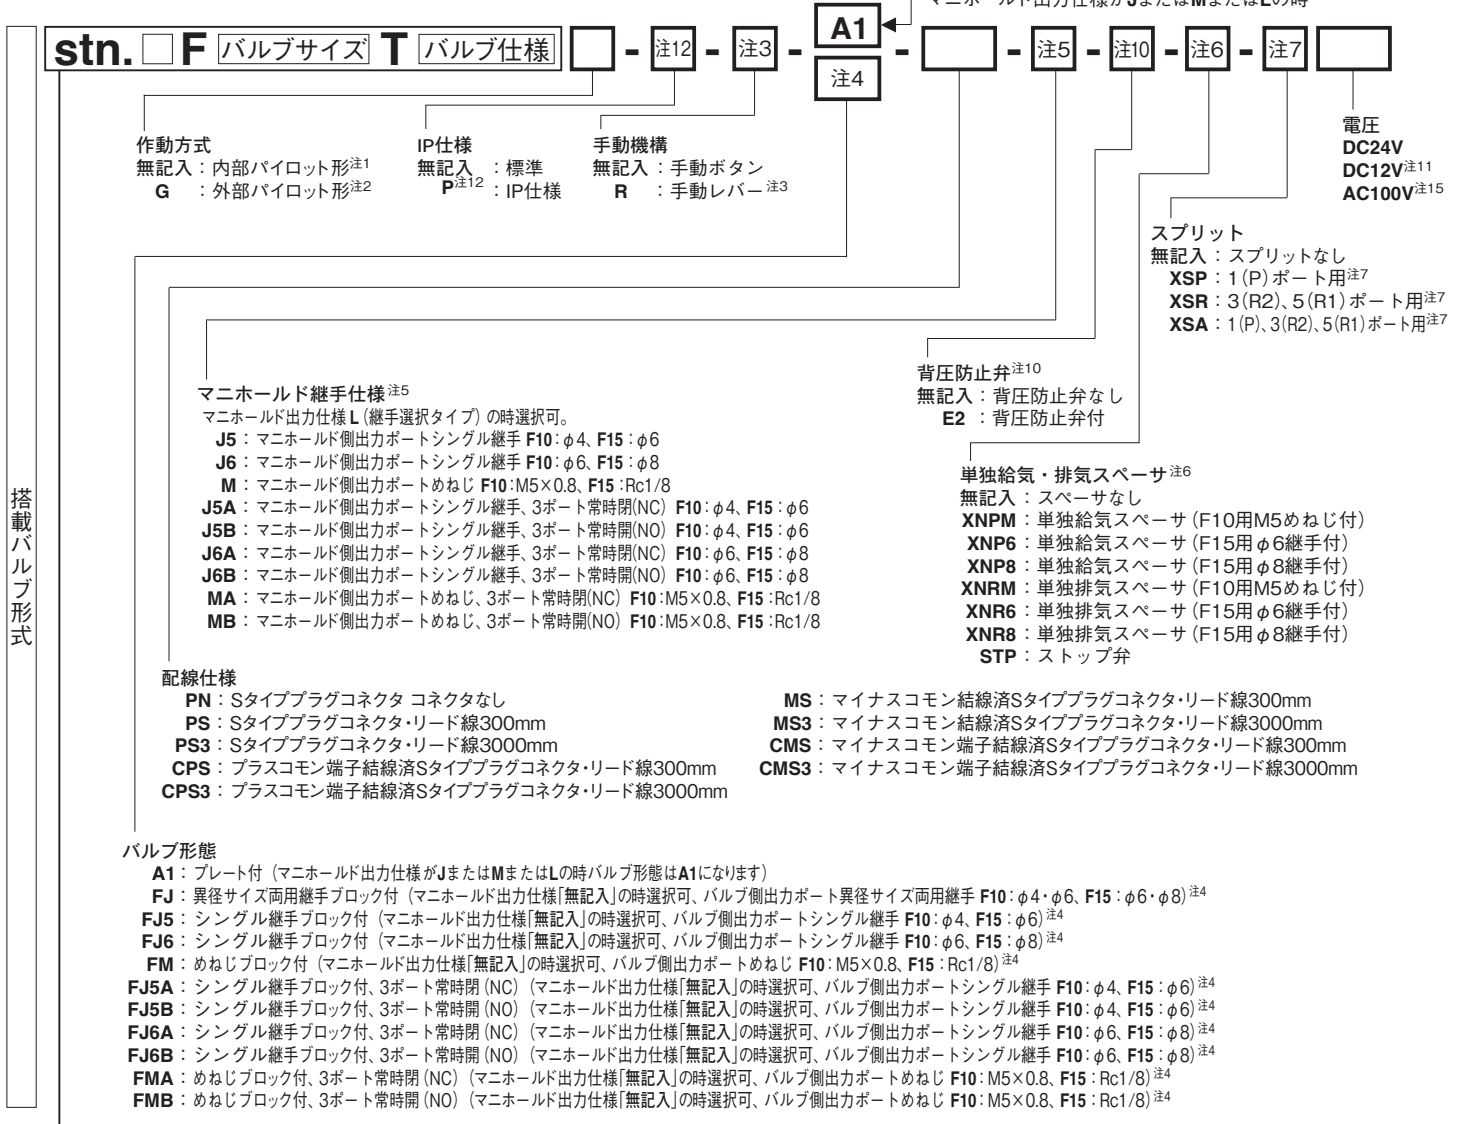 マニホールド出力仕様がJまたはMまたはLの時
A1
stn. □ F バルブサイズ T バルブ仕様 □ - 注12 - 注3 - 注4 - □ - 注5 - 注10 - 注6 - 注7 □
搭載バルブ形式
作動方式
無記入：内部パイロット形注1
G ：外部パイロット形注2
IP仕様
無記入 ：標準
P注12：IP仕様
手動機構
無記入：手動ボタン
R ：手動レバー注3
電圧
DC24V
DC12V注11
AC100V注15
スプリット
無記入：スプリットなし
XSP：1(P)ポート用注7
XSR：3(R2)、5(R1)ポート用注7
XSA：1(P)、3(R2)、5(R1)ポート用注7
マニホールド継手仕様注5
マニホールド出力仕様L（継手選択タイプ）の時選択可。
J5：マニホールド側出力ポートシングル継手 F10：φ4、F15：φ6
J6：マニホールド側出力ポートシングル継手 F10：φ6、F15：φ8
M：マニホールド側出力ポートめねじ F10：M5×0.8、F15：Rc1/8
J5A：マニホールド側出力ポートシングル継手、3ポート常時閉(NC) F10：φ4、F15：φ6
J5B：マニホールド側出力ポートシングル継手、3ポート常時開(NO) F10：φ4、F15：φ6
J6A：マニホールド側出力ポートシングル継手、3ポート常時閉(NC) F10：φ6、F15：φ8
J6B：マニホールド側出力ポートシングル継手、3ポート常時開(NO) F10：φ6、F15：φ8
MA：マニホールド側出力ポートめねじ、3ポート常時閉(NC) F10：M5×0.8、F15：Rc1/8
MB：マニホールド側出力ポートめねじ、3ポート常時開(NO) F10：M5×0.8、F15：Rc1/8
背圧防止弁注10
無記入：背圧防止弁なし
E2 ：背圧防止弁付
単独給気・排気スペーサ注6
無記入：スペーサなし
XNPM：単独給気スペーサ（F10用M5めねじ付）
XNP6：単独給気スペーサ（F15用φ6継手付）
XNP8：単独給気スペーサ（F15用φ8継手付）
XNRM：単独排気スペーサ（F10用M5めねじ付）
XNR6：単独排気スペーサ（F15用φ6継手付）
XNR8：単独排気スペーサ（F15用φ8継手付）
STP：ストップ弁
配線仕様
PN：Sタイププラグコネクタ コネクタなし
PS：Sタイププラグコネクタ・リード線300mm
PS3：Sタイププラグコネクタ・リード線3000mm
CPS：プラスコモン端子結線済Sタイププラグコネクタ・リード線300mm
CPS3：プラスコモン端子結線済Sタイププラグコネクタ・リード線3000mm
MS：マイナスコモン結線済Sタイププラグコネクタ・リード線300mm
MS3：マイナスコモン結線済Sタイププラグコネクタ・リード線3000mm
CMS：マイナスコモン端子結線済Sタイププラグコネクタ・リード線300mm
CMS3：マイナスコモン端子結線済Sタイププラグコネクタ・リード線3000mm
バルブ形態
A1：プレート付（マニホールド出力仕様がJまたはMまたはLの時バルブ形態はA1になります）
FJ：異径サイズ両用継手ブロック付（マニホールド出力仕様「無記入」の時選択可、バルブ側出力ポート異径サイズ両用継手 F10：φ4・φ6、F15：φ6・φ8）注4
FJ5：シングル継手ブロック付（マニホールド出力仕様「無記入」の時選択可、バルブ側出力ポートシングル継手 F10：φ4、F15：φ6）注4
FJ6：シングル継手ブロック付（マニホールド出力仕様「無記入」の時選択可、バルブ側出力ポートシングル継手 F10：φ6、F15：φ8）注4
FM：めねじブロック付（マニホールド出力仕様「無記入」の時選択可、バルブ側出力ポートめねじ F10：M5×0.8、F15：Rc1/8）注4
FJ5A：シングル継手ブロック付、3ポート常時閉（NC）（マニホールド出力仕様「無記入」の時選択可、バルブ側出力ポートシングル継手 F10：φ4、F15：φ6）注4
FJ5B：シングル継手ブロック付、3ポート常時開（NO）（マニホールド出力仕様「無記入」の時選択可、バルブ側出力ポートシングル継手 F10：φ4、F15：φ6）注4
FJ6A：シングル継手ブロック付、3ポート常時閉（NC）（マニホールド出力仕様「無記入」の時選択可、バルブ側出力ポートシングル継手 F10：φ6、F15：φ8）注4
FJ6B：シングル継手ブロック付、3ポート常時開（NO）（マニホールド出力仕様「無記入」の時選択可、バルブ側出力ポートシングル継手 F10：φ6、F15：φ8）注4
FMA：めねじブロック付、3ポート常時閉（NC）（マニホールド出力仕様「無記入」の時選択可、バルブ側出力ポートめねじ F10：M5×0.8、F15：Rc1/8）注4
FMB：めねじブロック付、3ポート常時開（NO）（マニホールド出力仕様「無記入」の時選択可、バルブ側出力ポートめねじ F10：M5×0.8、F15：Rc1/8）注4